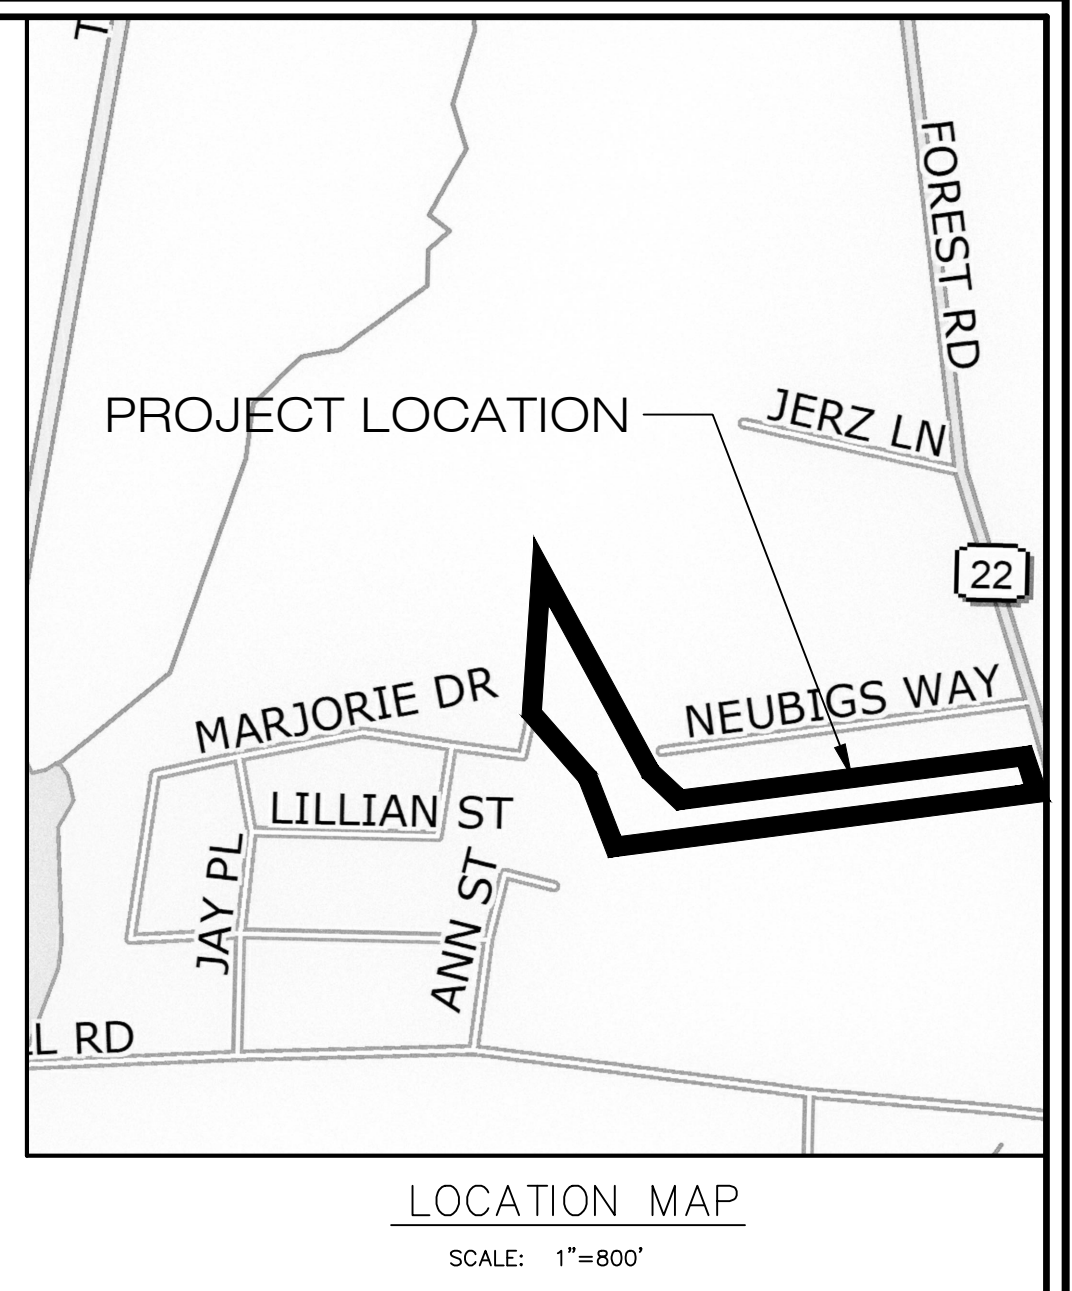 T
FOREST RD
PROJECT LOCATION
JERZ LN
22
MARJORIE DR
NEUBIGS WAY
LILLIAN ST
JAY PL
ANN ST
L RD
LOCATION MAP
SCALE: 1"=800'